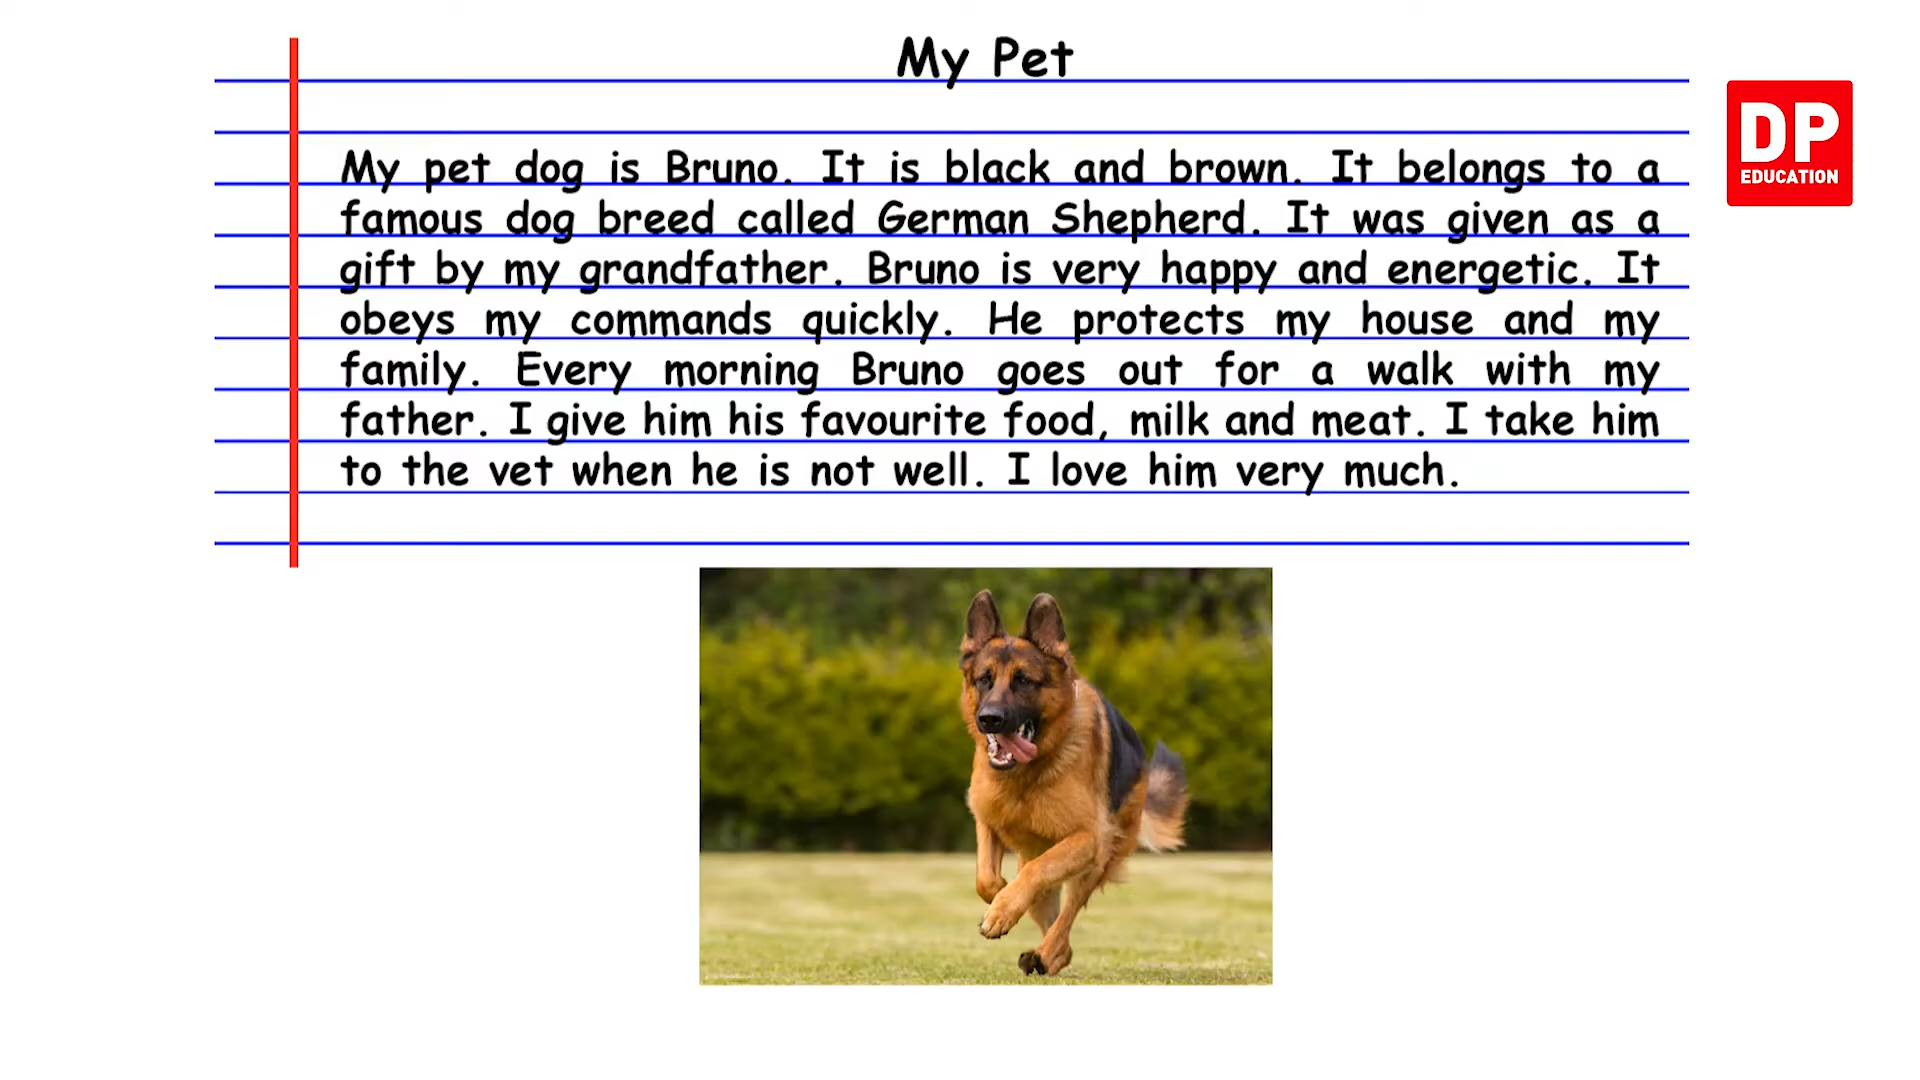 My Pet
DP
EDUCATION
My pet dog is Bruno. It is black and brown. It belongs to a
famous dog breed called German Shepherd. It was given as a
gift by my grandfather. Bruno is very happy and energetic. It
obeys my commands quickly. He protects my house and my
family. Every morning Bruno goes out for a walk with my
father. I give him his favourite food, milk and meat. I take him
to the vet when he is not well. I love him very much.